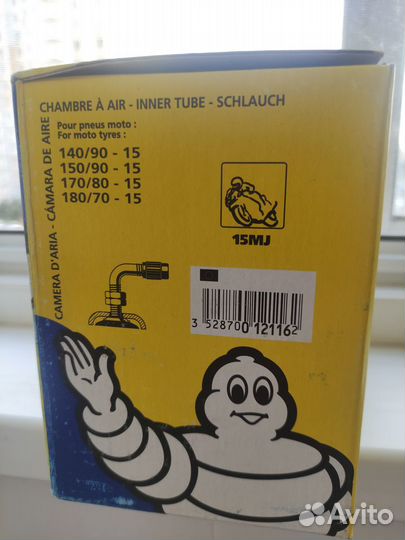 CHAMBRE À AIR - INNER TUBE - SCHLAUCH
CAMERA D'ARIA - CÁMARA DE AIRE
Pour pneus moto :
For moto tyres :
140/90 - 15
150/90 - 15
170/80 - 15
180/70 - 15
15MJ
3 528700 121162
Avito